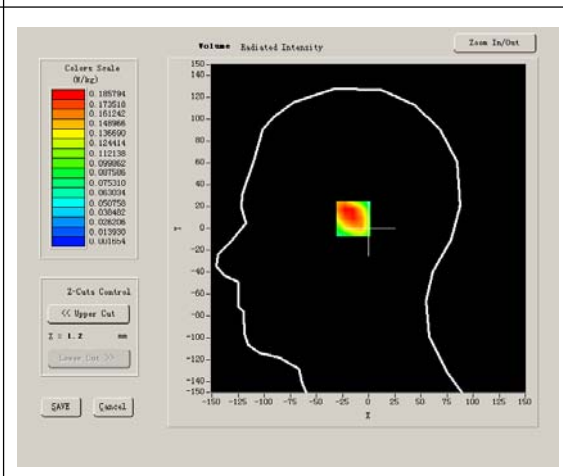 Volume Radiated Intensity
Zoom In/Out
Colors Scale
(W/kg)
0.185794
0.173518
0.161242
0.148966
0.136690
0.124414
0.112138
0.099862
0.087586
0.075310
0.063034
0.050758
0.038482
0.026206
0.013930
0.001654
Z-Cuts Control
<< Upper Cut
Z = 1.2 mm
Lower Cut >>
SAVE
Cancel
150
140
120
100
80
60
40
20
0
-20
-40
-60
-80
-100
-120
-140
-150
Y
-150 -125 -100 -75 -50 -25 0 25 50 75 100 125 150
X